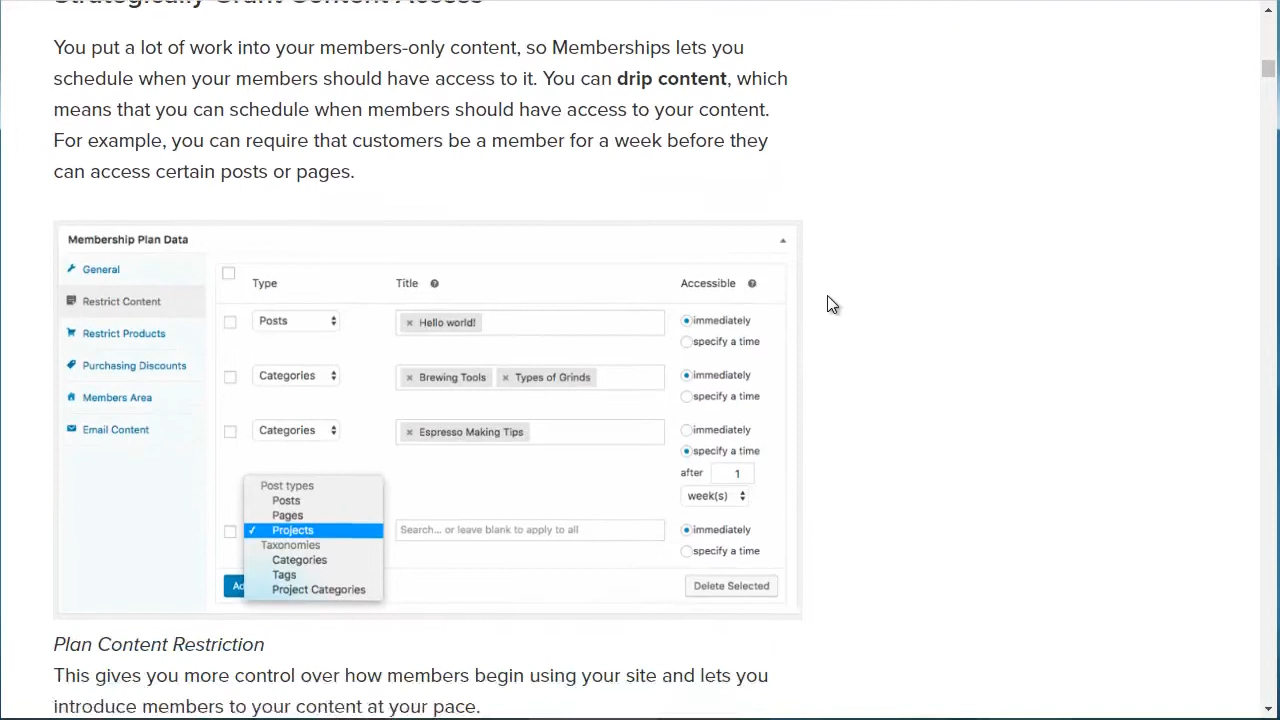 Strategically Grant Content Access
You put a lot of work into your members-only content, so Memberships lets you
schedule when your members should have access to it. You can drip content, which
means that you can schedule when members should have access to your content.
For example, you can require that customers be a member for a week before they
can access certain posts or pages.
Membership Plan Data
General
Restrict Content
Restrict Products
Purchasing Discounts
Members Area
Email Content
Type Title Accessible
Posts × Hello world! immediately
specify a time
Categories × Brewing Tools × Types of Grinds immediately
specify a time
Categories × Espresso Making Tips immediately
specify a time
after 1
week(s)
Post types
Posts
Pages
✓ Projects Search... or leave blank to apply to all immediately
Taxonomies specify a time
Categories
Tags
Project Categories
Ad Delete Selected
Plan Content Restriction
This gives you more control over how members begin using your site and lets you
introduce members to your content at your pace.